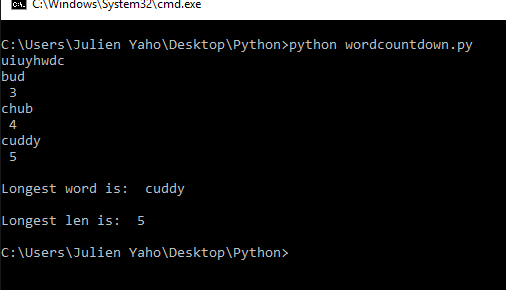 C:\Windows\System32\cmd.exe
C:\Users\Julien Yaho\Desktop\Python>python wordcountdown.py
uiuyhwdc
bud
3
chub
4
cuddy
5
Longest word is:  cuddy
Longest len is:  5
C:\Users\Julien Yaho\Desktop\Python>